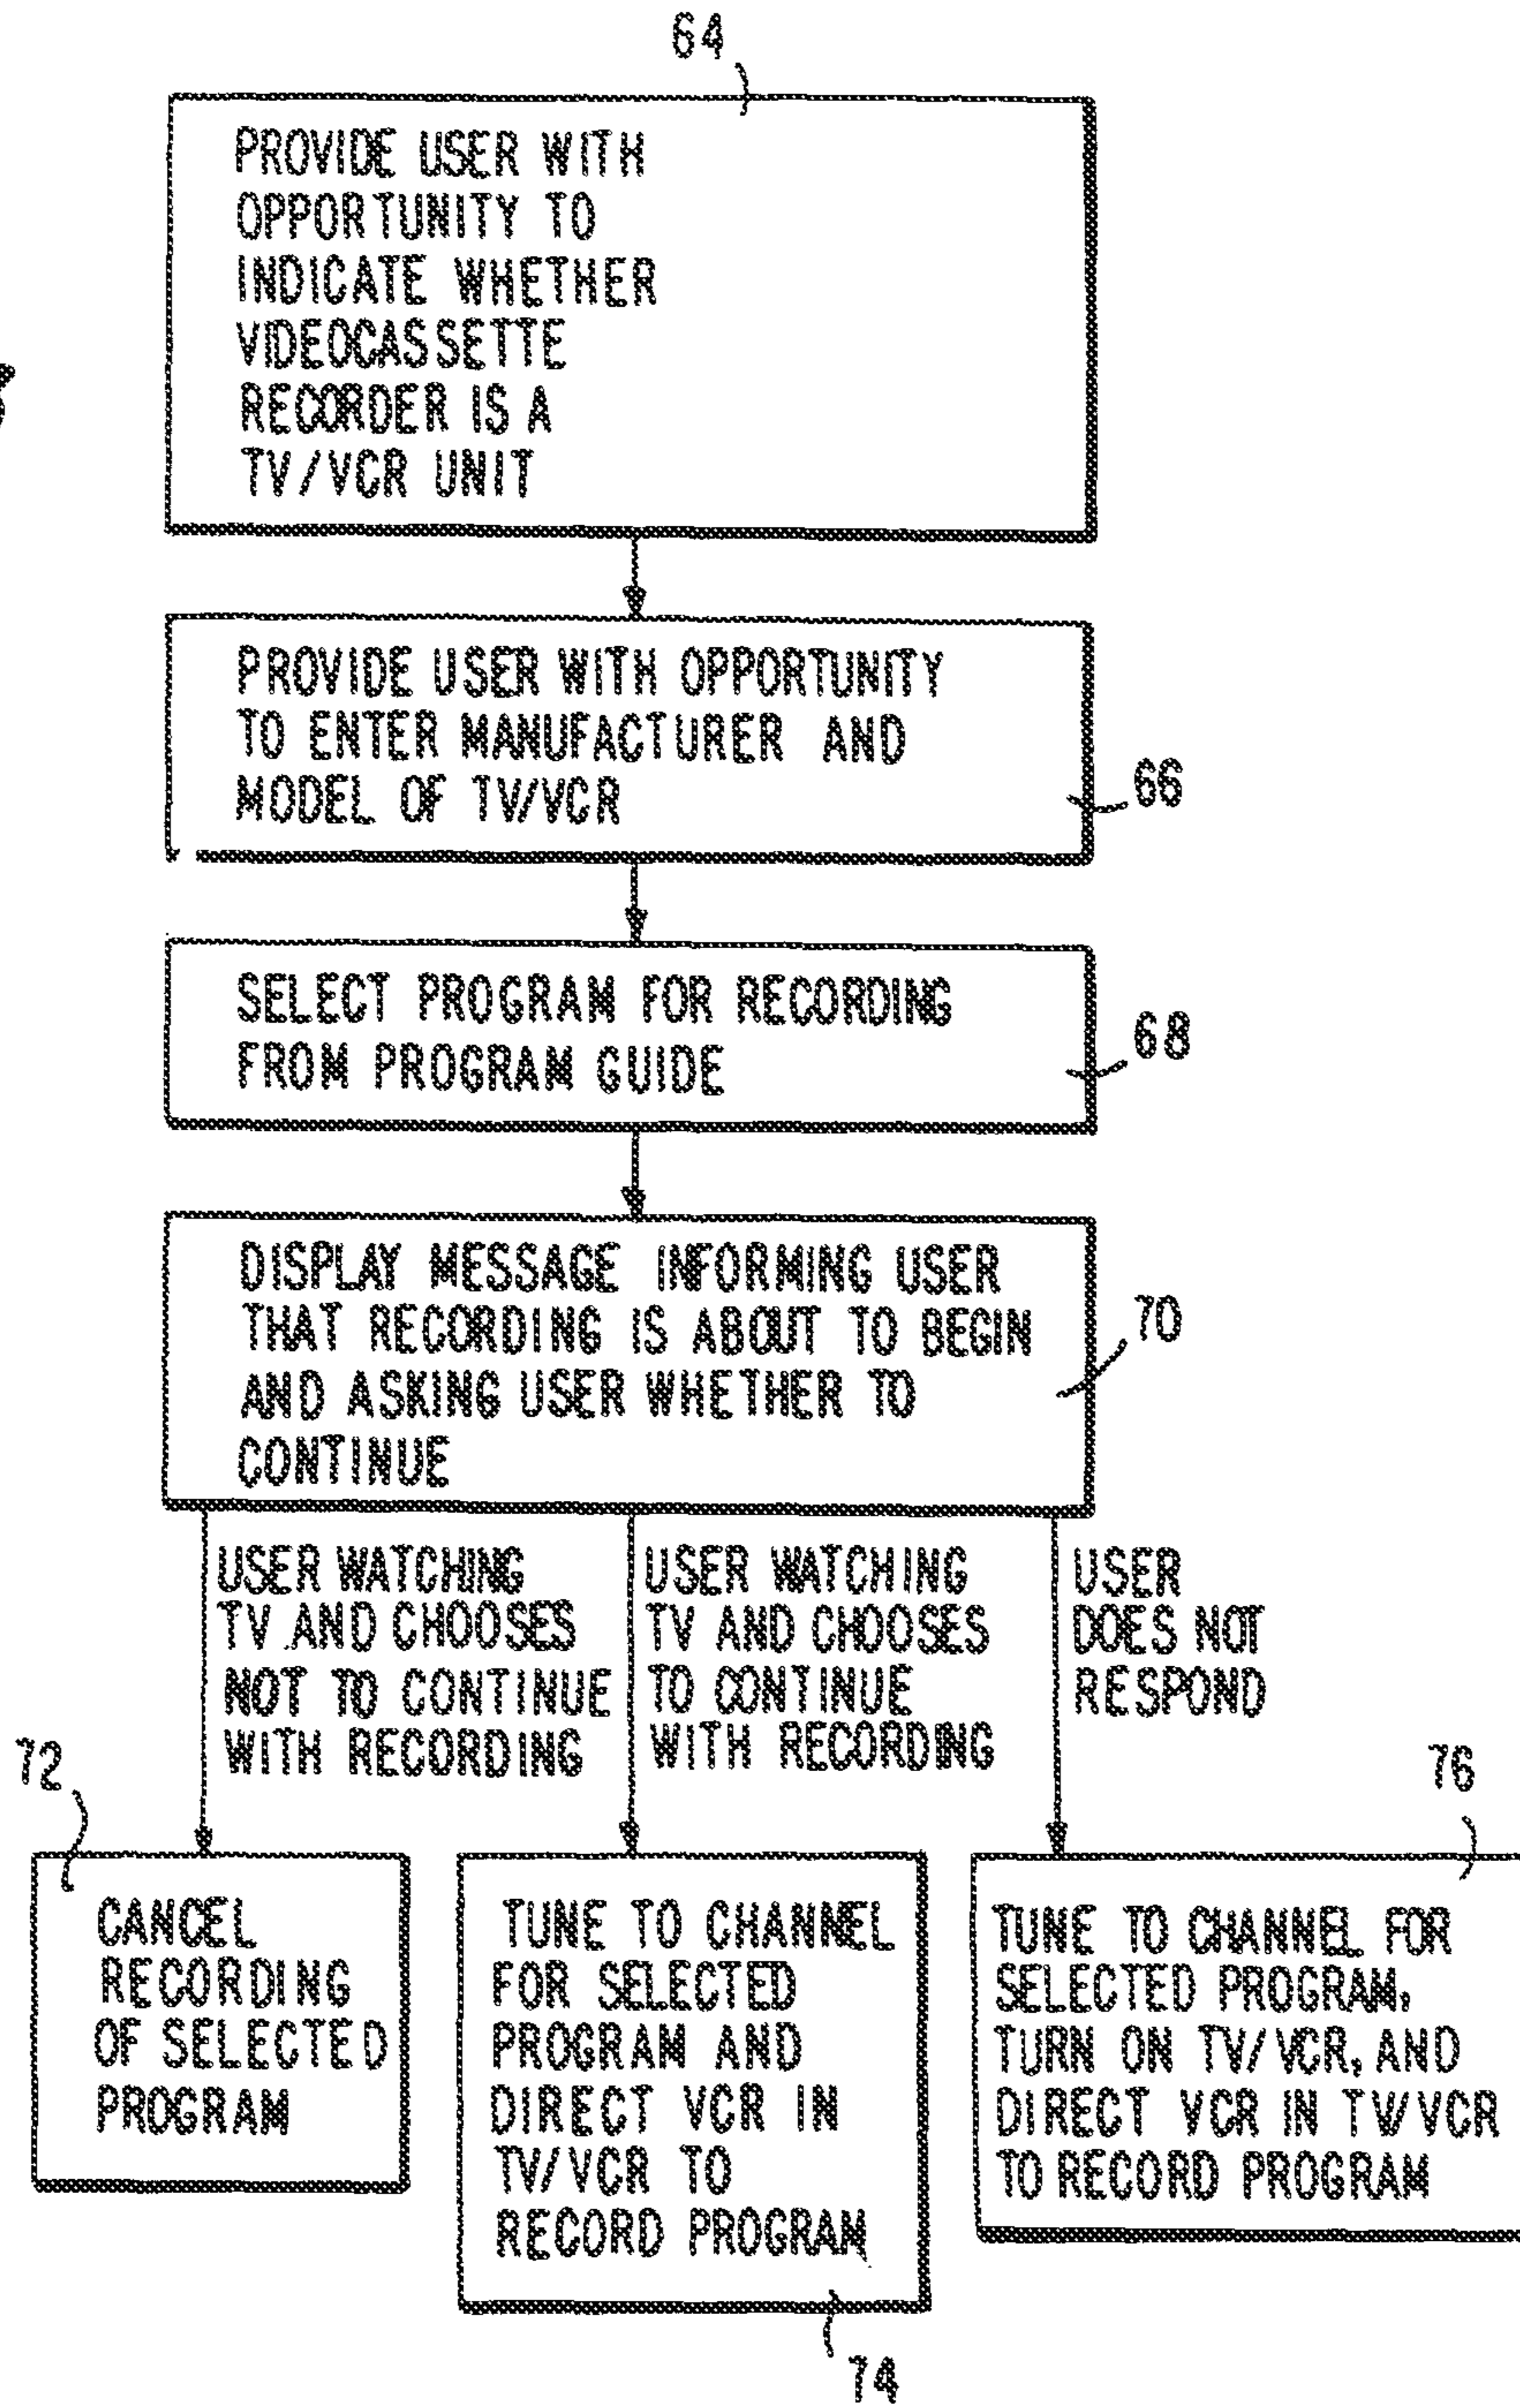 64
PROVIDE USER WITH
OPPORTUNITY TO
INDICATE WHETHER
VIDEOCASSETTE
RECORDER IS A
TV/VCR UNIT
PROVIDE USER WITH OPPORTUNITY
TO ENTER MANUFACTURER AND
MODEL OF TV/VCR
66
SELECT PROGRAM FOR RECORDING
FROM PROGRAM GUIDE
68
DISPLAY MESSAGE INFORMING USER
THAT RECORDING IS ABOUT TO BEGIN
AND ASKING USER WHETHER TO
CONTINUE
70
USER WATCHING
TV AND CHOOSES
NOT TO CONTINUE
WITH RECORDING
USER WATCHING
TV AND CHOOSES
TO CONTINUE
WITH RECORDING
USER
DOES NOT
RESPOND
72
CANCEL
RECORDING
OF SELECTED
PROGRAM
TUNE TO CHANNEL
FOR SELECTED
PROGRAM AND
DIRECT VCR IN
TV/VCR TO
RECORD PROGRAM
74
76
TUNE TO CHANNEL FOR
SELECTED PROGRAM,
TURN ON TV/VCR, AND
DIRECT VCR IN TV/VCR
TO RECORD PROGRAM